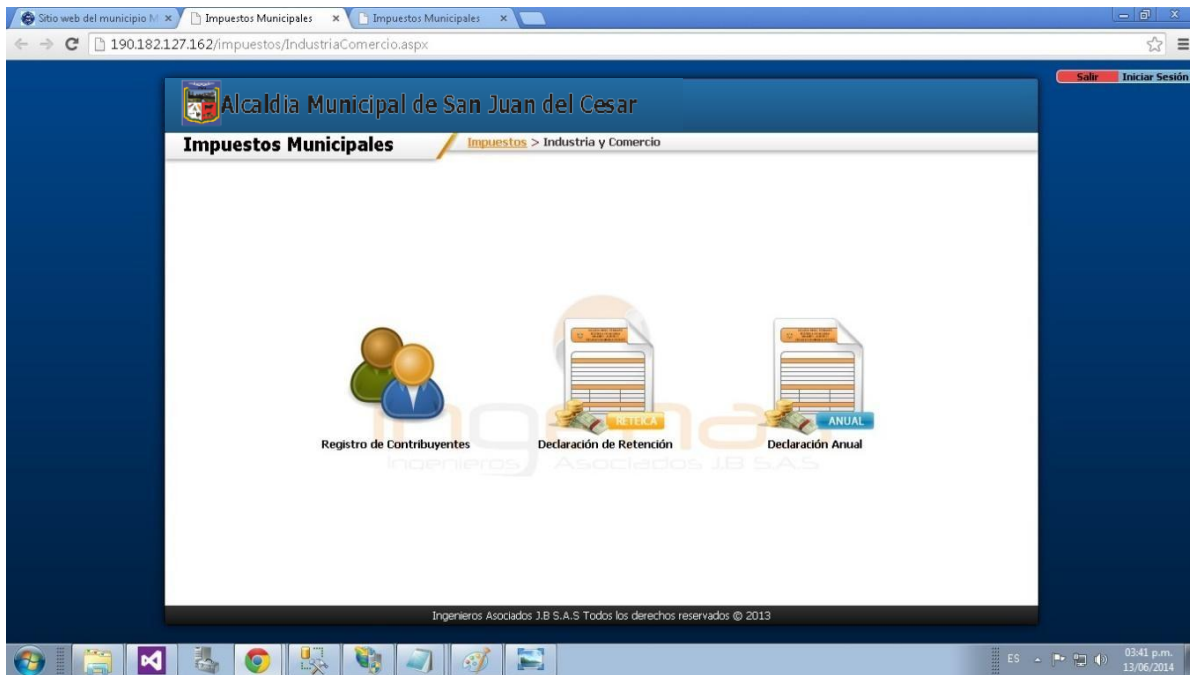 Sitio web del municipio M
Impuestos Municipales
Impuestos Municipales
190.182.127.162/impuestos/IndustriaComercio.aspx
Salir
Iniciar Sesión
Alcaldia Municipal de San Juan del Cesar
Impuestos Municipales
Impuestos > Industria y Comercio
RETEICA
ANUAL
Registro de Contribuyentes
Declaración de Retención
Declaración Anual
Ingenieros Asociados J.B S.A.S
Ingenieros Asociados J.B S.A.S Todos los derechos reservados © 2013
ES
03:41 p.m.
13/06/2014